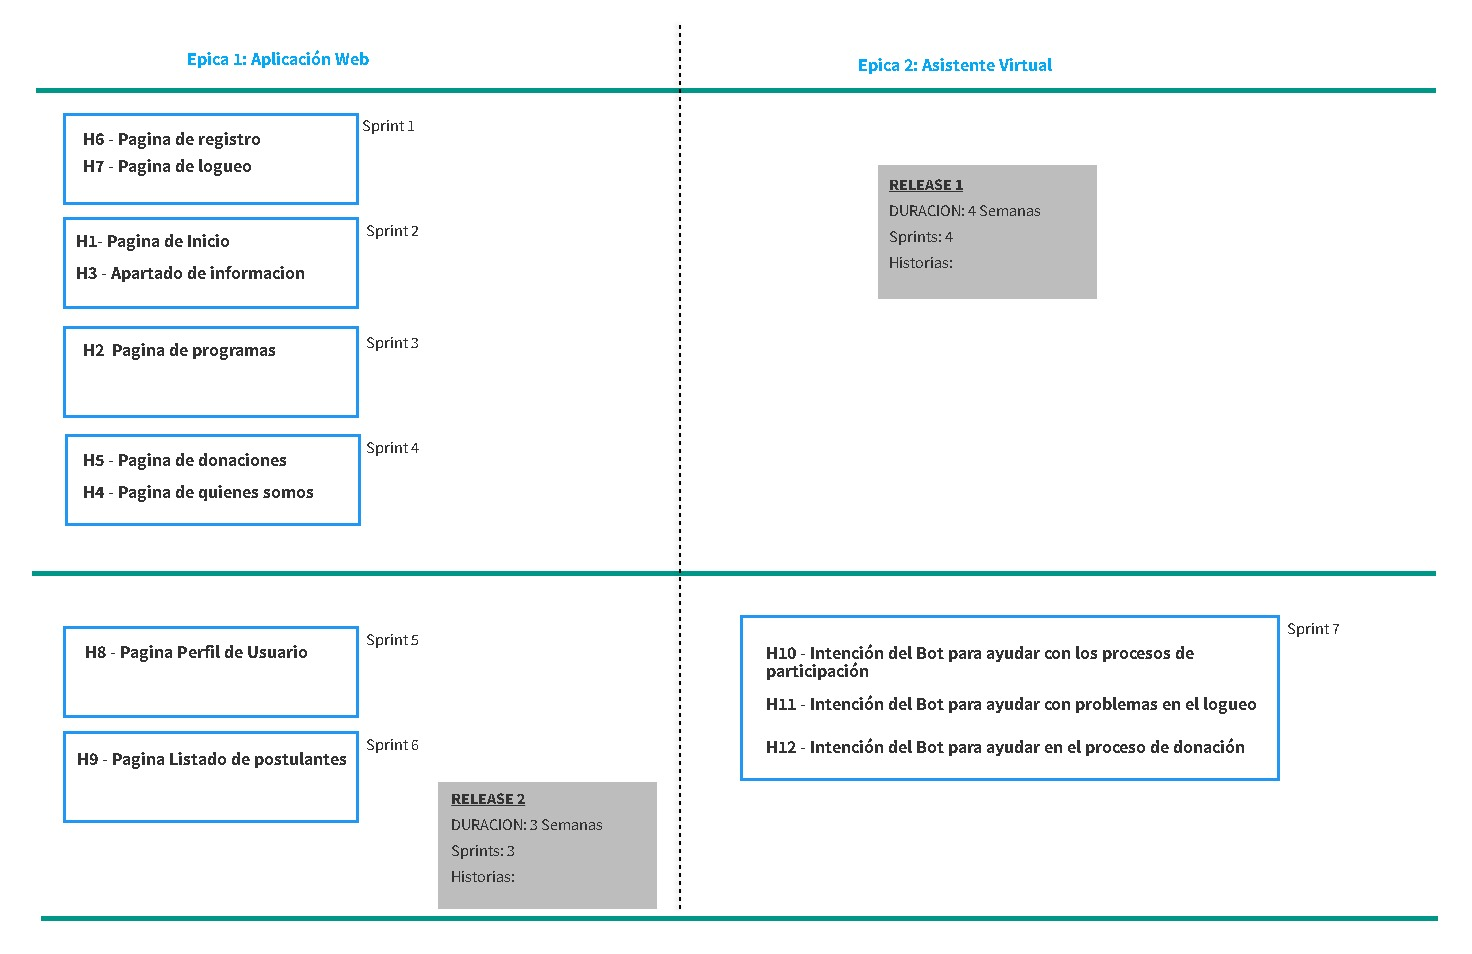 Epica 1: Aplicación Web
Epica 2: Asistente Virtual
H6 - Pagina de registro
H7 - Pagina de logueo
Sprint 1
H1- Pagina de Inicio
H3 - Apartado de informacion
Sprint 2
H2  Pagina de programas
Sprint 3
H5 - Pagina de donaciones
H4 - Pagina de quienes somos
Sprint 4
RELEASE 1
DURACION: 4 Semanas
Sprints: 4
Historias:
H8 - Pagina Perfil de Usuario
Sprint 5
H9 - Pagina Listado de postulantes
Sprint 6
RELEASE 2
DURACION: 3 Semanas
Sprints: 3
Historias:
H10 - Intención del Bot para ayudar con los procesos de
participación
H11 - Intención del Bot para ayudar con problemas en el logueo
H12 - Intención del Bot para ayudar en el proceso de donación
Sprint 7